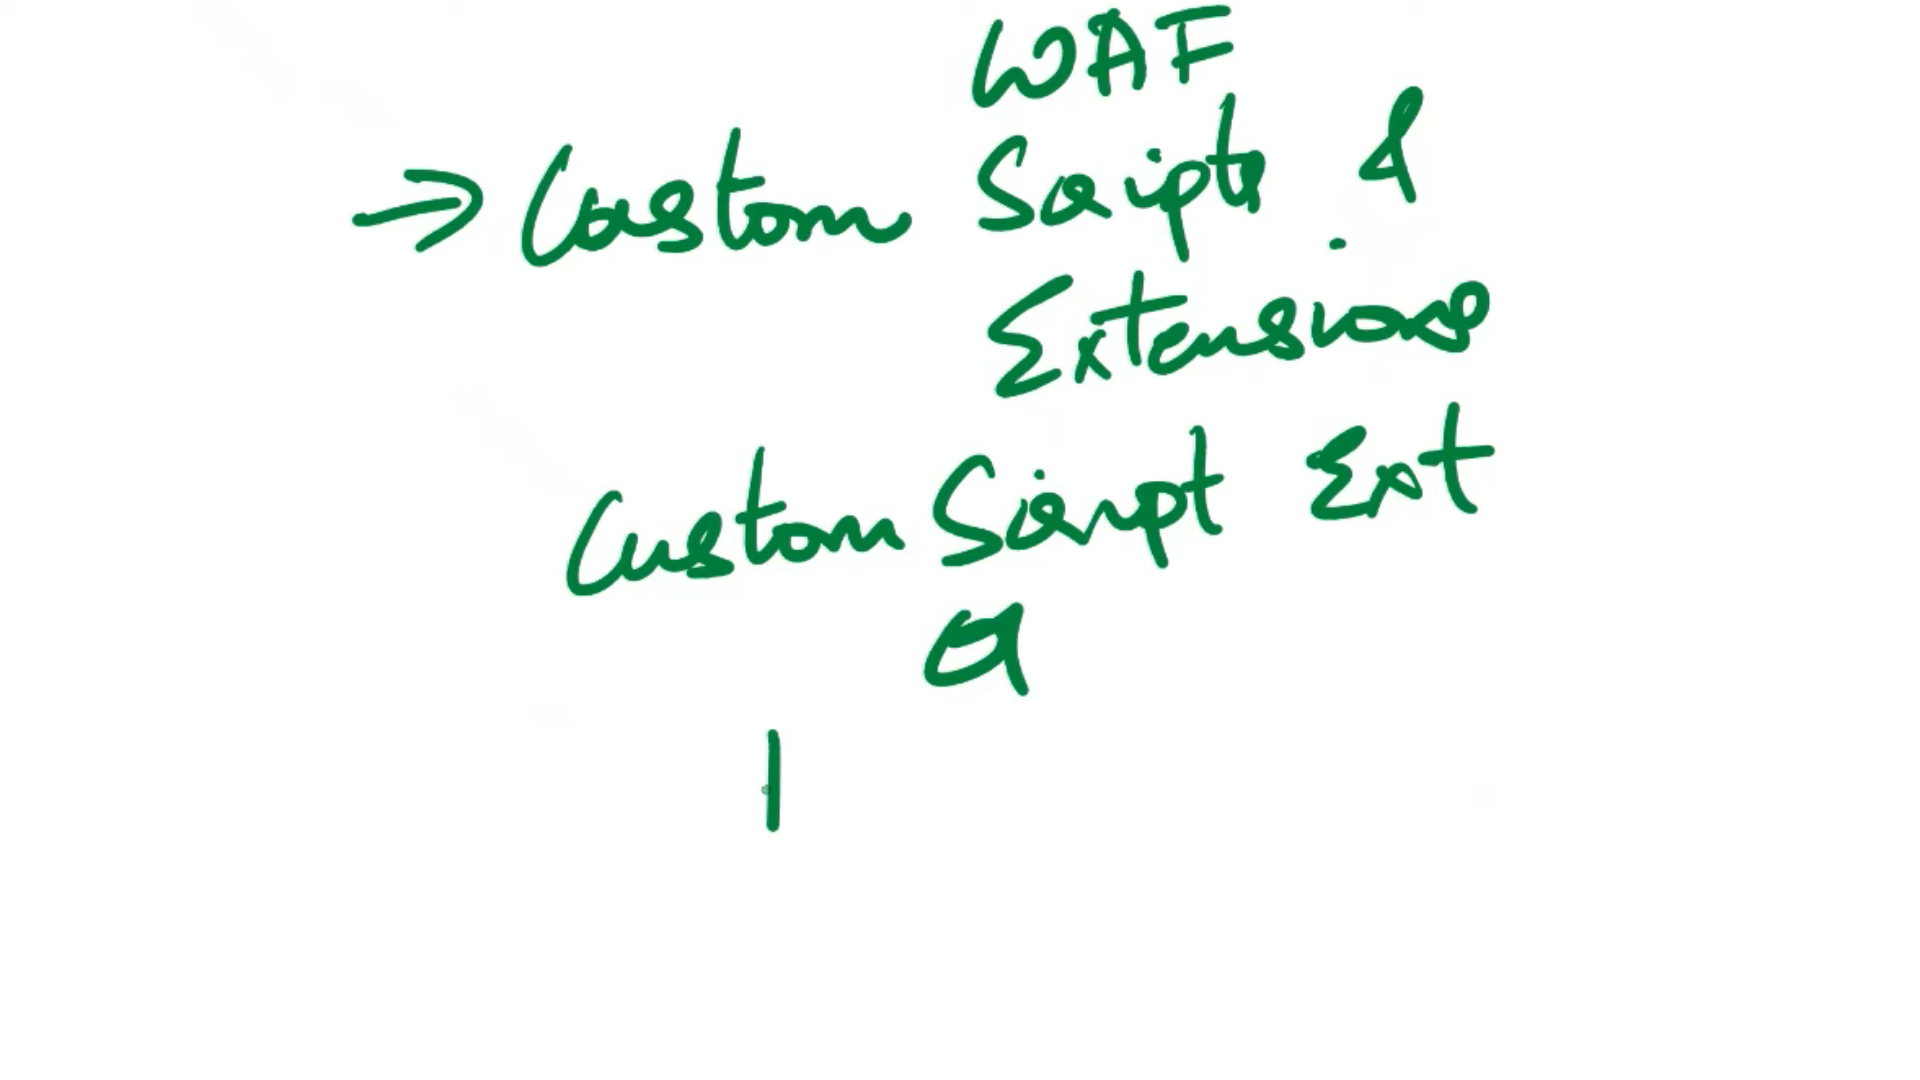 WAF
→ Custom Scripts &
Extensions
Custom Script Ext